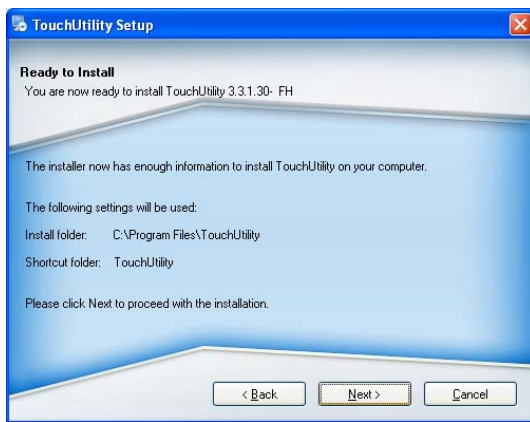 TouchUtility Setup
Ready to Install
You are now ready to install TouchUtility 3.3.1.30- FH
The installer now has enough information to install TouchUtility on your computer.
The following settings will be used:
Install folder: C:\Program Files\TouchUtility
Shortcut folder: TouchUtility
Please click Next to proceed with the installation.
< Back Next > Cancel